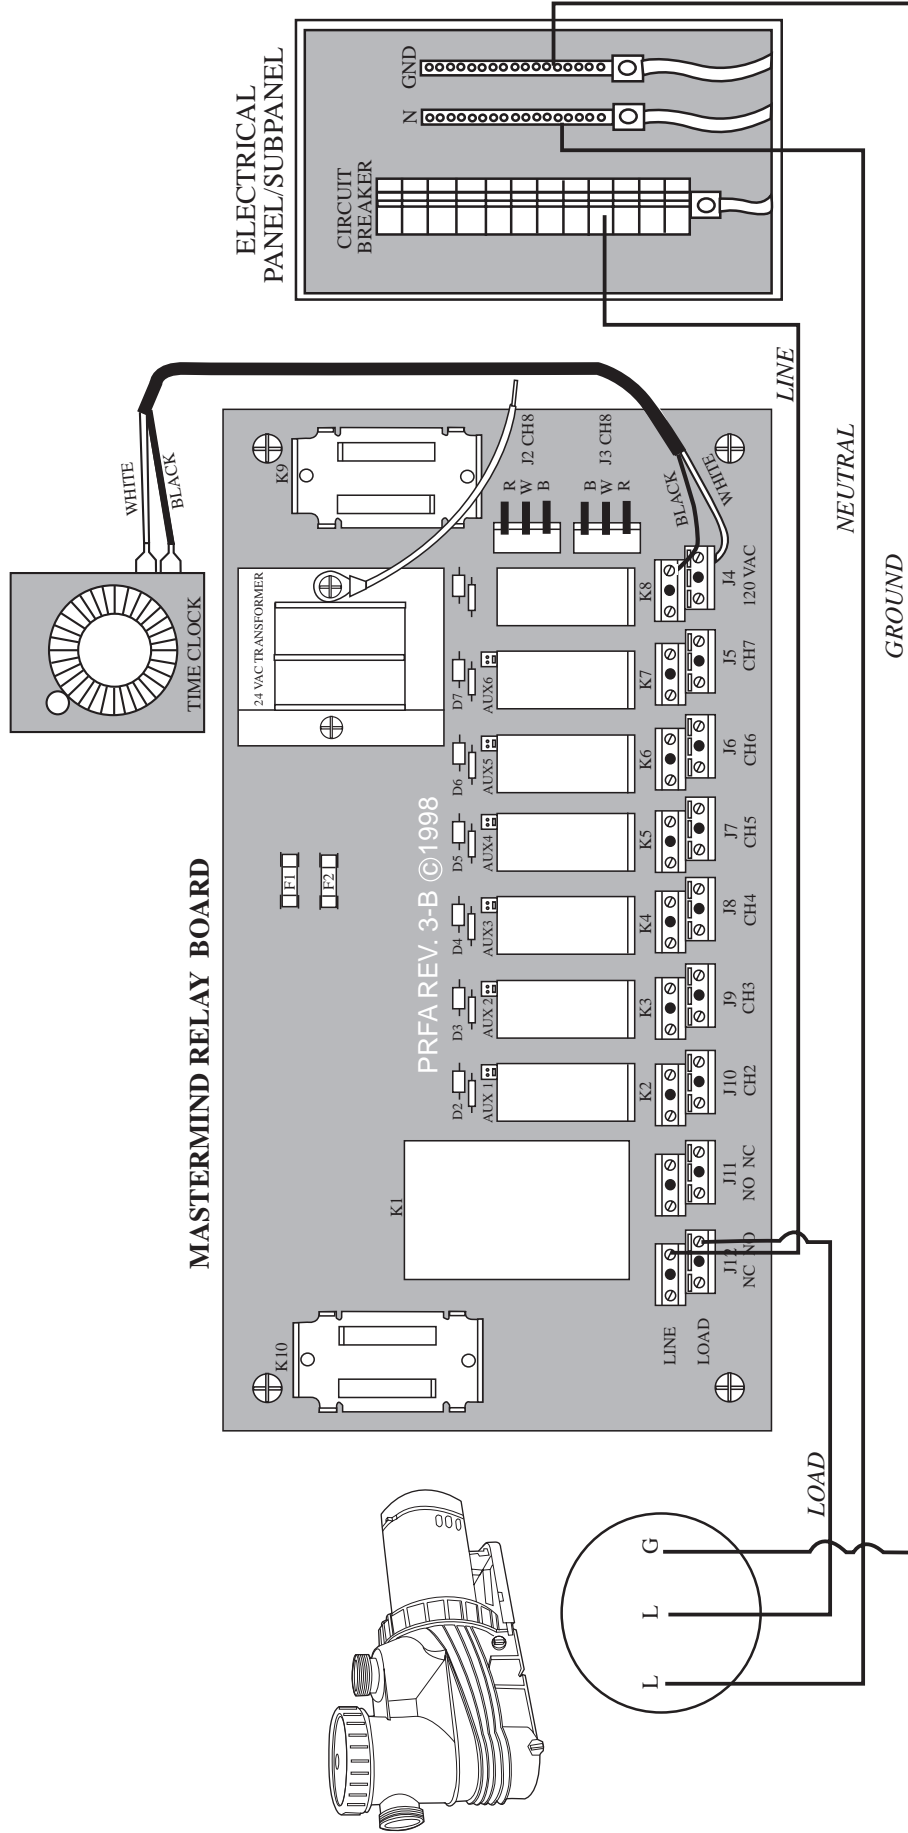 MASTERMIND RELAY BOARD
ELECTRICAL
PANEL/SUBPANEL
CIRCUIT
BREAKER
N
GND
TIME CLOCK
WHITE
BLACK
K10
K9
F1
F2
24 VAC TRANSFORMER
PRFA REV. 3-B ©1998
K1
D2
D3
D4
D5
D6
D7
AUX 1
AUX 2
AUX3
AUX4
AUX5
AUX6
R
W
B
J2 CH8
B
W
R
J3 CH8
K2
K3
K4
K5
K6
K7
K8
BLACK
WHITE
LINE
LOAD
J12
NC NO
J11
NO NC
J10
CH2
J9
CH3
J8
CH4
J7
CH5
J6
CH6
J5
CH7
J4
120 VAC
L
L
G
LOAD
LINE
NEUTRAL
GROUND